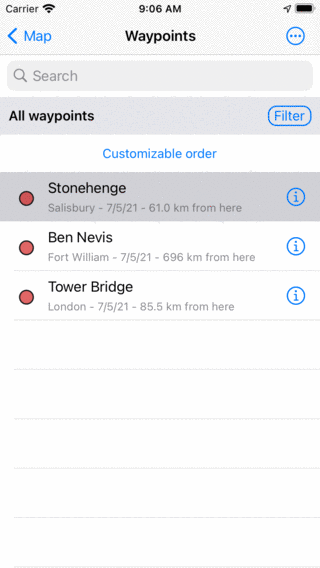 Carrier 9:06 AM
Map Waypoints
Search
All waypoints Filter
Customizable order
Stonehenge
Salisbury - 7/5/21 - 61.0 km from here
Ben Nevis
Fort William - 7/5/21 - 696 km from here
Tower Bridge
London - 7/5/21 - 85.5 km from here